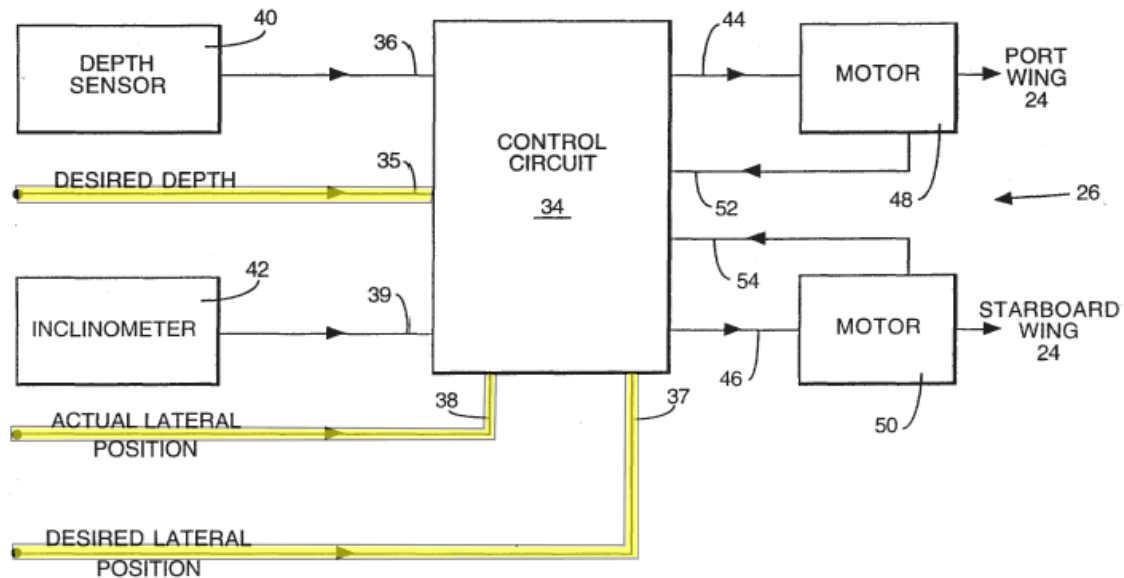 40
DEPTH
SENSOR
36
44
MOTOR
PORT
WING
24
DESIRED DEPTH
35
CONTROL
CIRCUIT
34
52
48
26
42
INCLINOMETER
39
54
MOTOR
STARBOARD
WING
24
46
50
38
37
ACTUAL LATERAL
POSITION
DESIRED LATERAL
POSITION